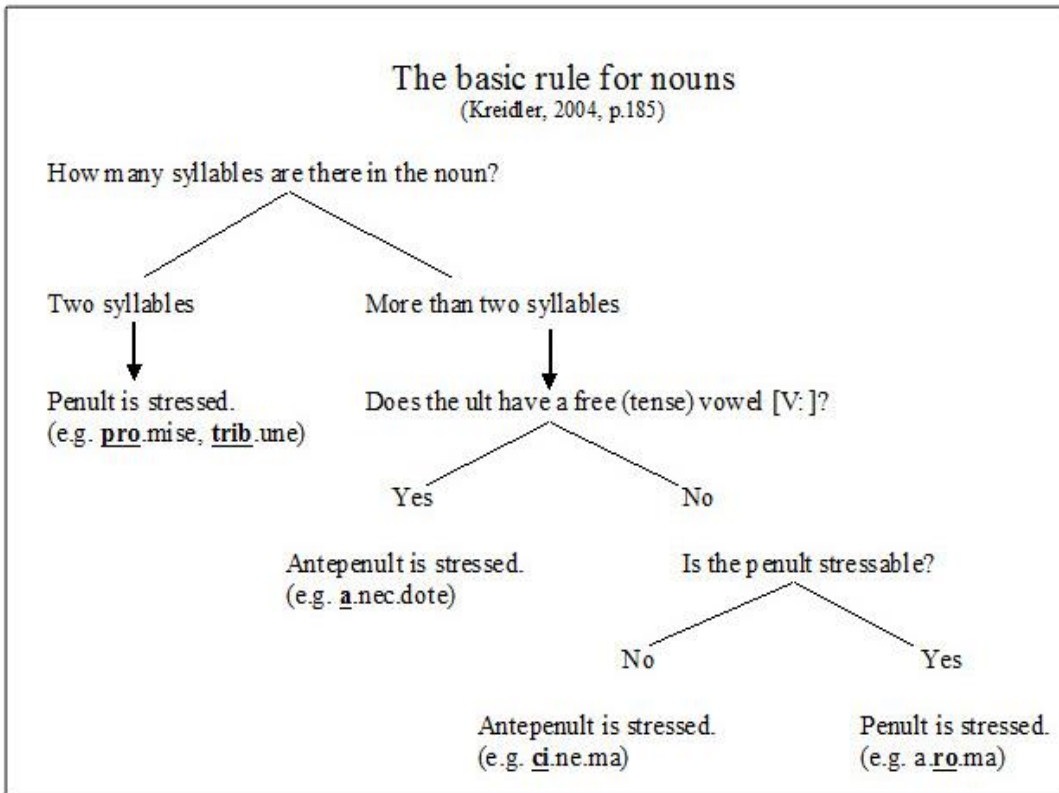 The basic rule for nouns
(Kreidler, 2004, p.185)
How many syllables are there in the noun?
Two syllables
More than two syllables
Penult is stressed.
(e.g. pro.mise, trib.une)
Does the ult have a free (tense) vowel [V: ]?
Yes
No
Antepenult is stressed.
(e.g. a.nec.dote)
Is the penult stressable?
No
Yes
Antepenult is stressed.
(e.g. ci.ne.ma)
Penult is stressed.
(e.g. a.ro.ma)